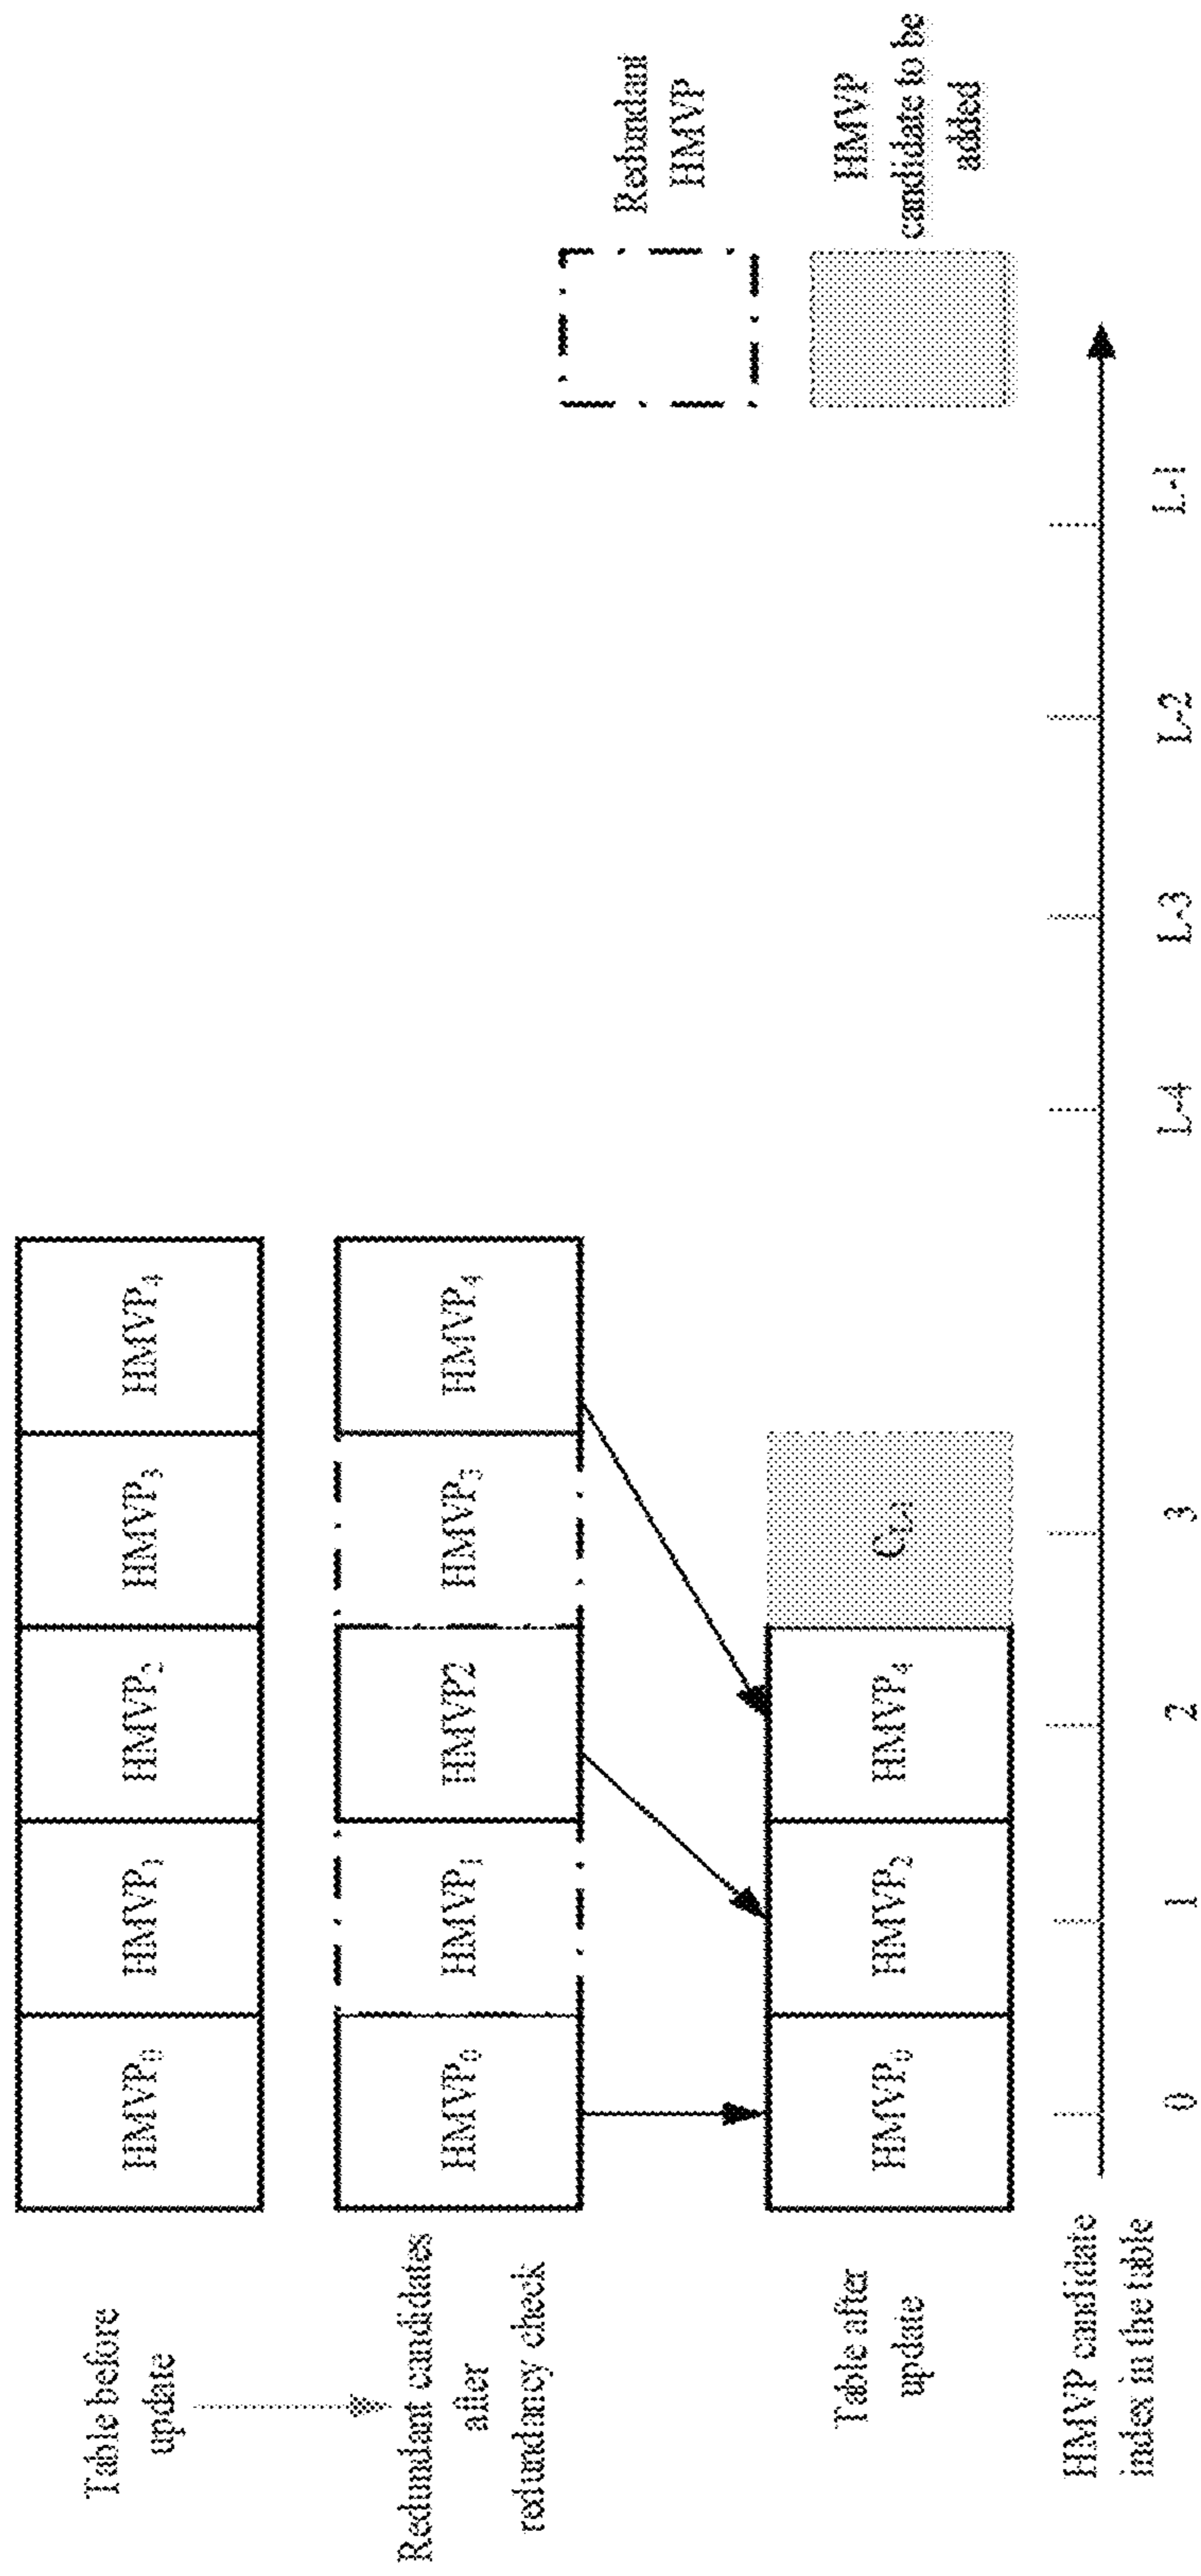 Table before
update
HMVP0
HMVP1
HMVP2
HMVP3
HMVP4
Redundant candidates
after
redundancy check
HMVP0
HMVP1
HMVP2
HMVP3
HMVP4
Redundant
HMVP
Table after
update
HMVP0
HMVP2
HMVP4
HMVP
candidate to be
added
HMVP candidate
index in the table
0
1
2
3
L-4
L-3
L-2
L-1